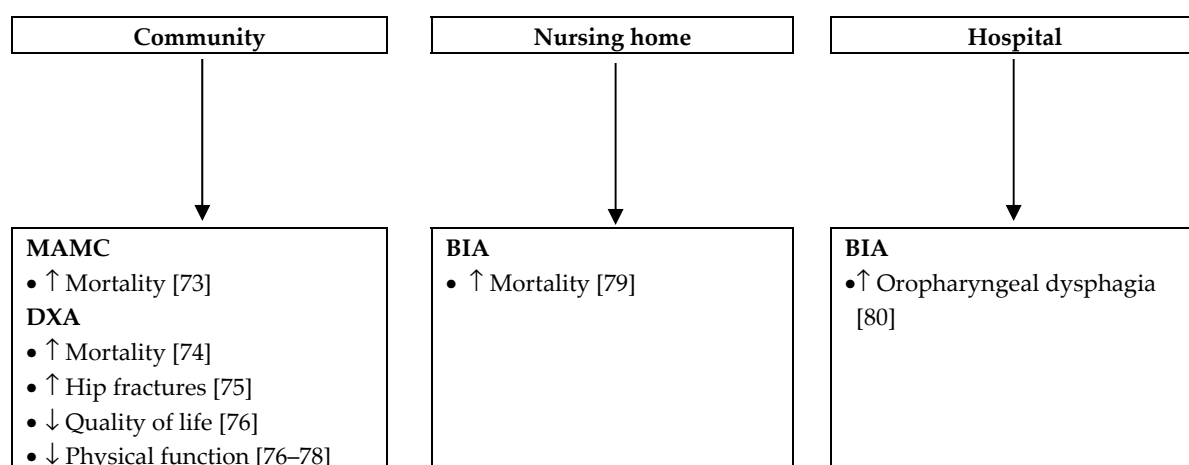 Community
Nursing home
Hospital
MAMC
• ↑ Mortality [73]
DXA
• ↑ Mortality [74]
• ↑ Hip fractures [75]
• ↓ Quality of life [76]
• ↓ Physical function [76–78]
BIA
• ↑ Mortality [79]
BIA
•↑ Oropharyngeal dysphagia
[80]